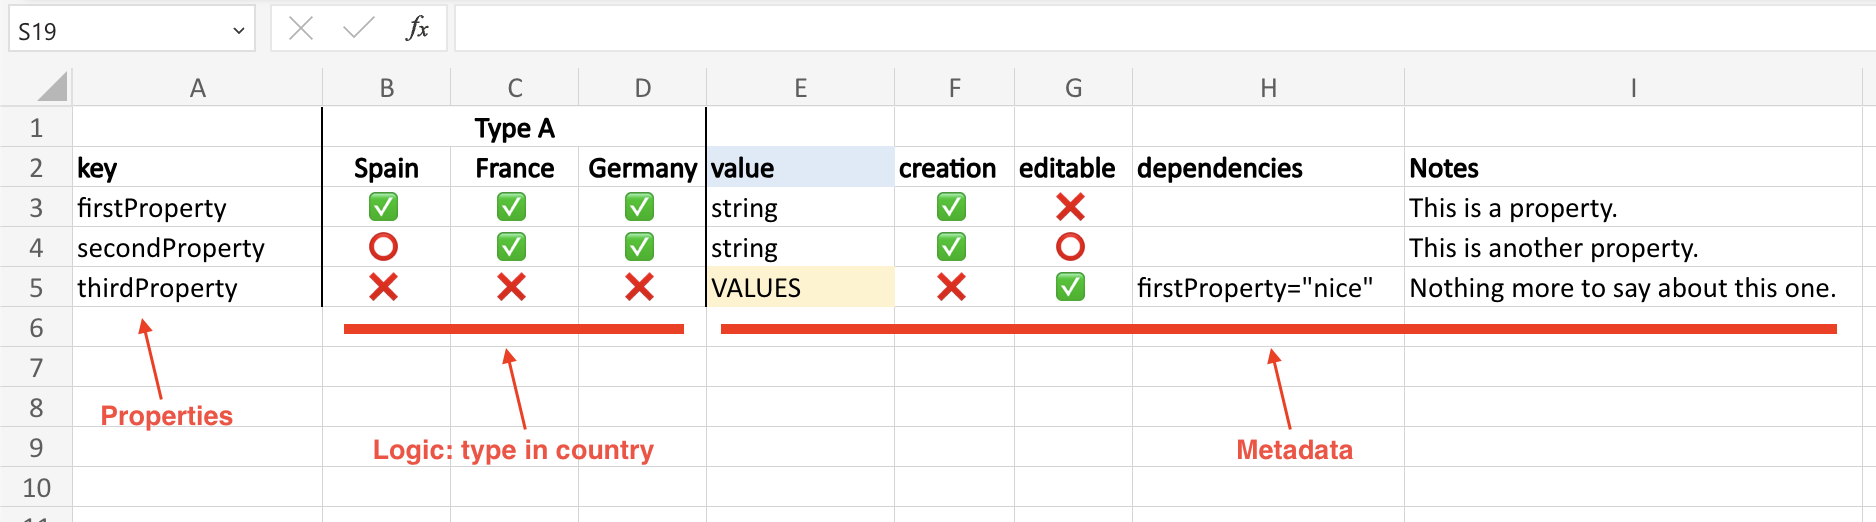 S19 fx
A B C D E F G H I
1 Type A
2 key Spain France Germany value creation editable dependencies Notes
3 firstProperty ✅ ✅ ✅ string ✅ ❌ This is a property.
4 secondProperty ⭕ ✅ ✅ string ✅ ⭕ This is another property.
5 thirdProperty ❌ ❌ ❌ VALUES ❌ ✅ firstProperty="nice" Nothing more to say about this one.
6
7
8
Properties
9
Logic: type in country Metadada
10
11